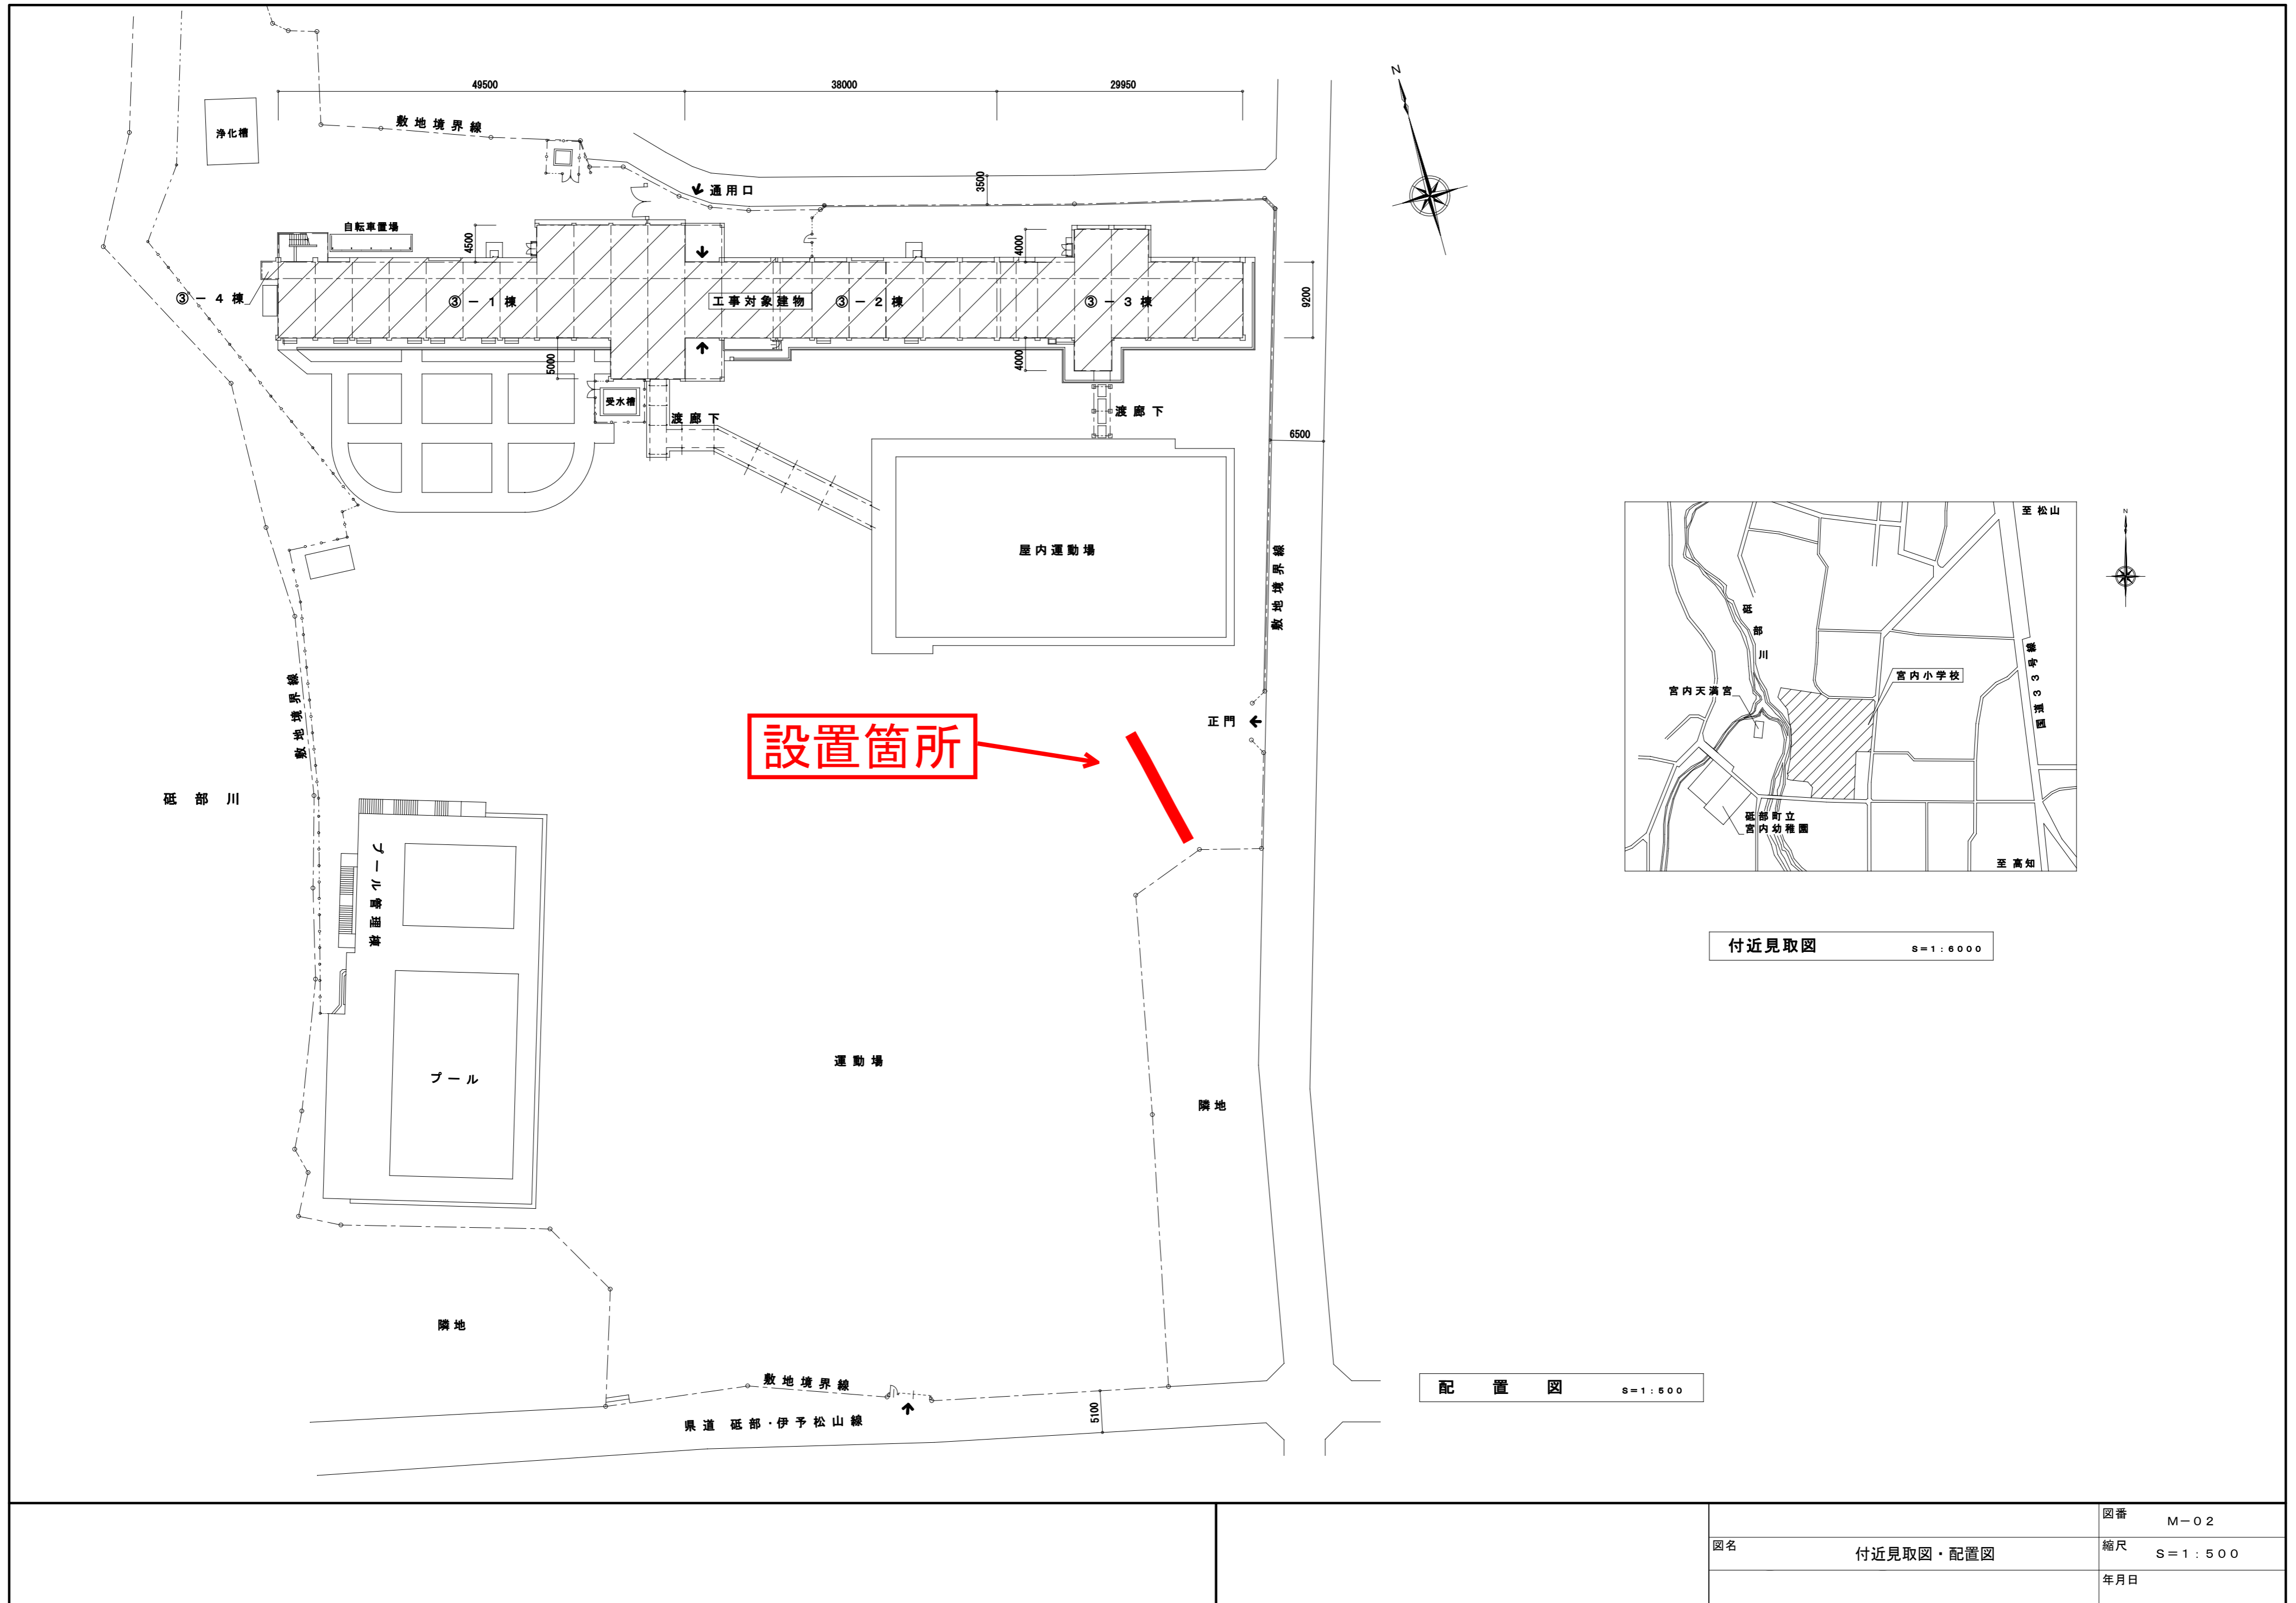 49500
38000
29950
N
浄化槽
敷地境界線
通用口
3500
自転車置場
4500
4000
③－4棟
③－1棟
工事対象建物
③－2棟
③－3棟
9200
5000
4000
受水槽
渡廊下
渡廊下
6500
屋内運動場
敷地境界線
敷地境界線
正門
設置箇所
砥部川
プール管理棟
プール
運動場
隣地
隣地
敷地境界線
県道 砥部・伊予松山線
5100
至松山
N
砥部川
宮内小学校
宮内天満宮
国道33号線
砥部町立
宮内幼稚園
至高知
付近見取図 S=1:6000
配置図 S=1:500
図番 M－02
図名 付近見取図・配置図
縮尺 S=1:500
年月日